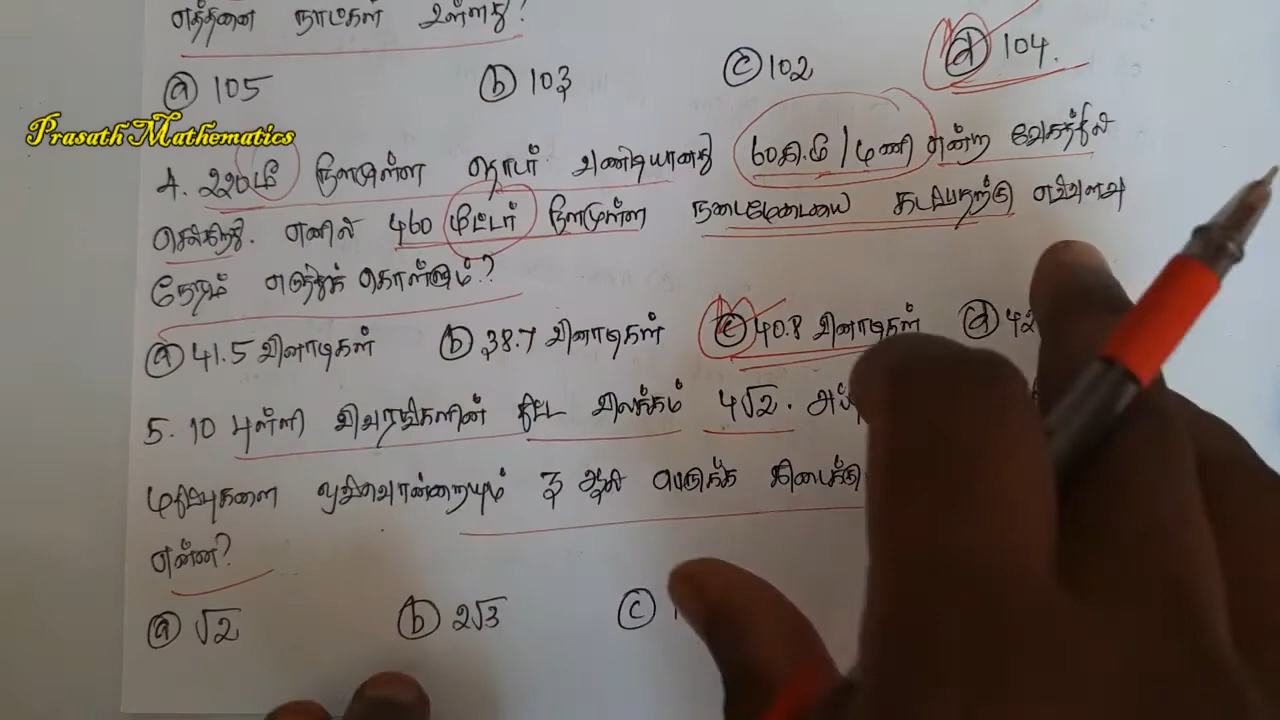 எத்தனை நாம்கள் உள்ளது?
ⓐ 105 ⓑ 103 ⓒ 102 ⓓ 104.
Prasath Mathematics
4. 220மீ நீளமுள்ள தொடர் வண்டியானது 60கி.மீ/மணி என்ற வேகத்தில்
செல்கிறது. எனில் 460 மீட்டர் நீளமுள்ள நடைமேடையை கடப்பதற்கு எவ்வளவு
நேரம் எடுத்துக் கொள்ளும்.?
ⓐ 41.5 வினாடிகள் ⓑ 38.7 வினாடிகள் ⓒ 40.8 வினாடிகள் ⓓ 42
5. 10 புள்ளி விவரங்களின் திட்ட விலக்கம் 4√2.
மதிப்புகளை ஒவ்வொன்றையும் 3 ஆல் பெருக்க
என்ன?
ⓐ √2 ⓑ 2√3 ⓒ